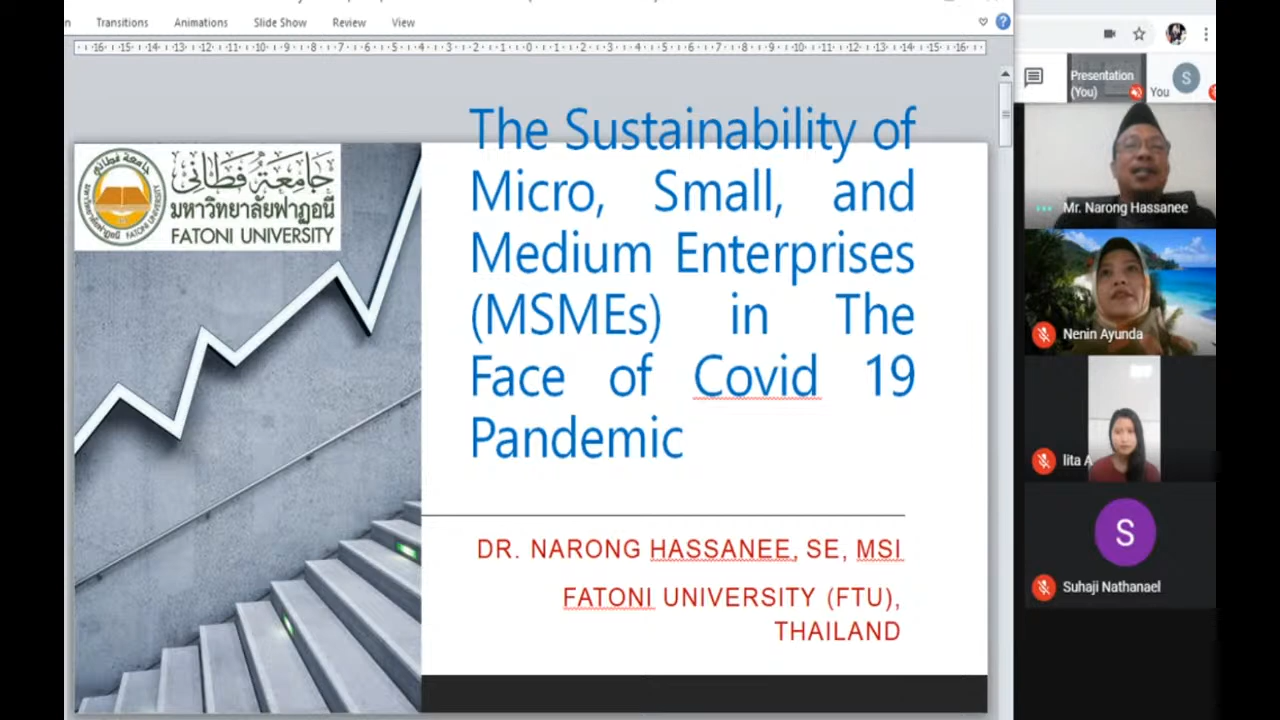 Transitions
Animations
Slide Show
Review
View
جامعة فطاني
มหาวิทยาลัยฟาฏอนี
FATONI UNIVERSITY
The Sustainability of
Micro, Small, and
Medium Enterprises
(MSMEs) in The
Face of Covid 19
Pandemic
DR. NARONG HASSANEE, SE, MSI
FATONI UNIVERSITY (FTU),
THAILAND
Presentation
(You)
S
You
Mr. Narong Hassanee
Nenin Ayunda
lita A
S
Suhaji Nathanael